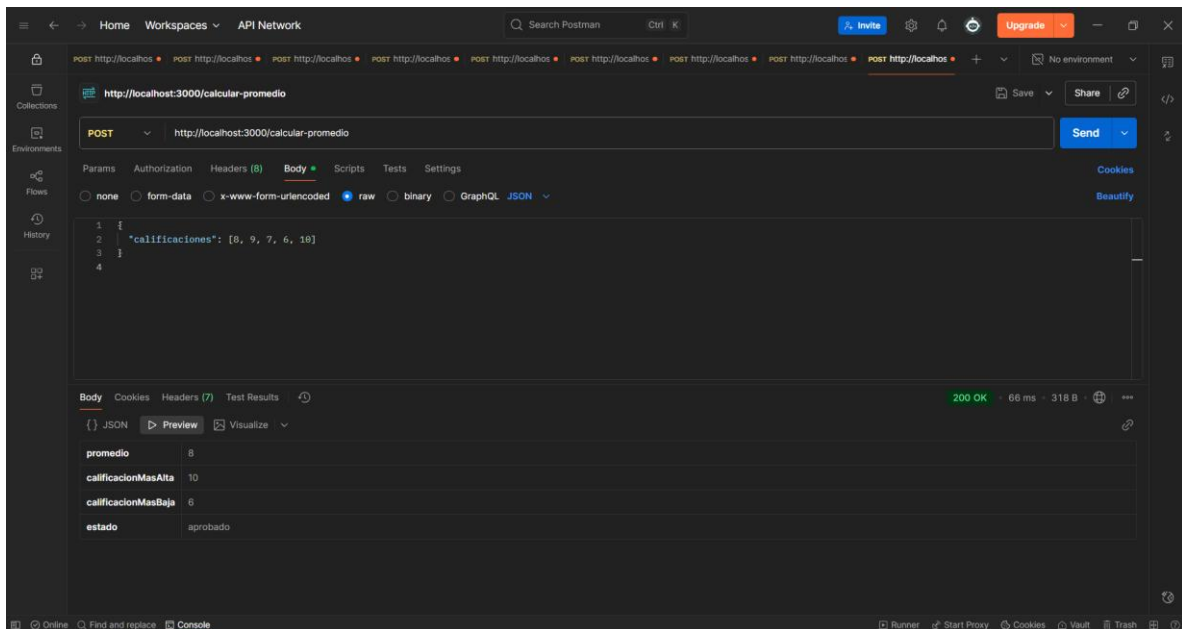 Home Workspaces API Network Search Postman Ctrl K Invite Upgrade
POST http://localhos POST http://localhos POST http://localhos POST http://localhos POST http://localhos POST http://localhos POST http://localhos POST http://localhos POST http://localhos No environment
Collections
Environments
Flows
History
http://localhost:3000/calcular-promedio Save Share
POST http://localhost:3000/calcular-promedio Send
Params Authorization Headers (8) Body Scripts Tests Settings Cookies
none form-data x-www-form-urlencoded raw binary GraphQL JSON Beautify
1 {
2 "calificaciones": [8, 9, 7, 6, 10]
3 }
4
Body Cookies Headers (7) Test Results 200 OK 66 ms 318 B
{} JSON Preview Visualize
promedio 8
calificacionMasAlta 10
calificacionMasBaja 6
estado aprobado
Online Find and replace Console Runner Start Proxy Cookies Vault Trash